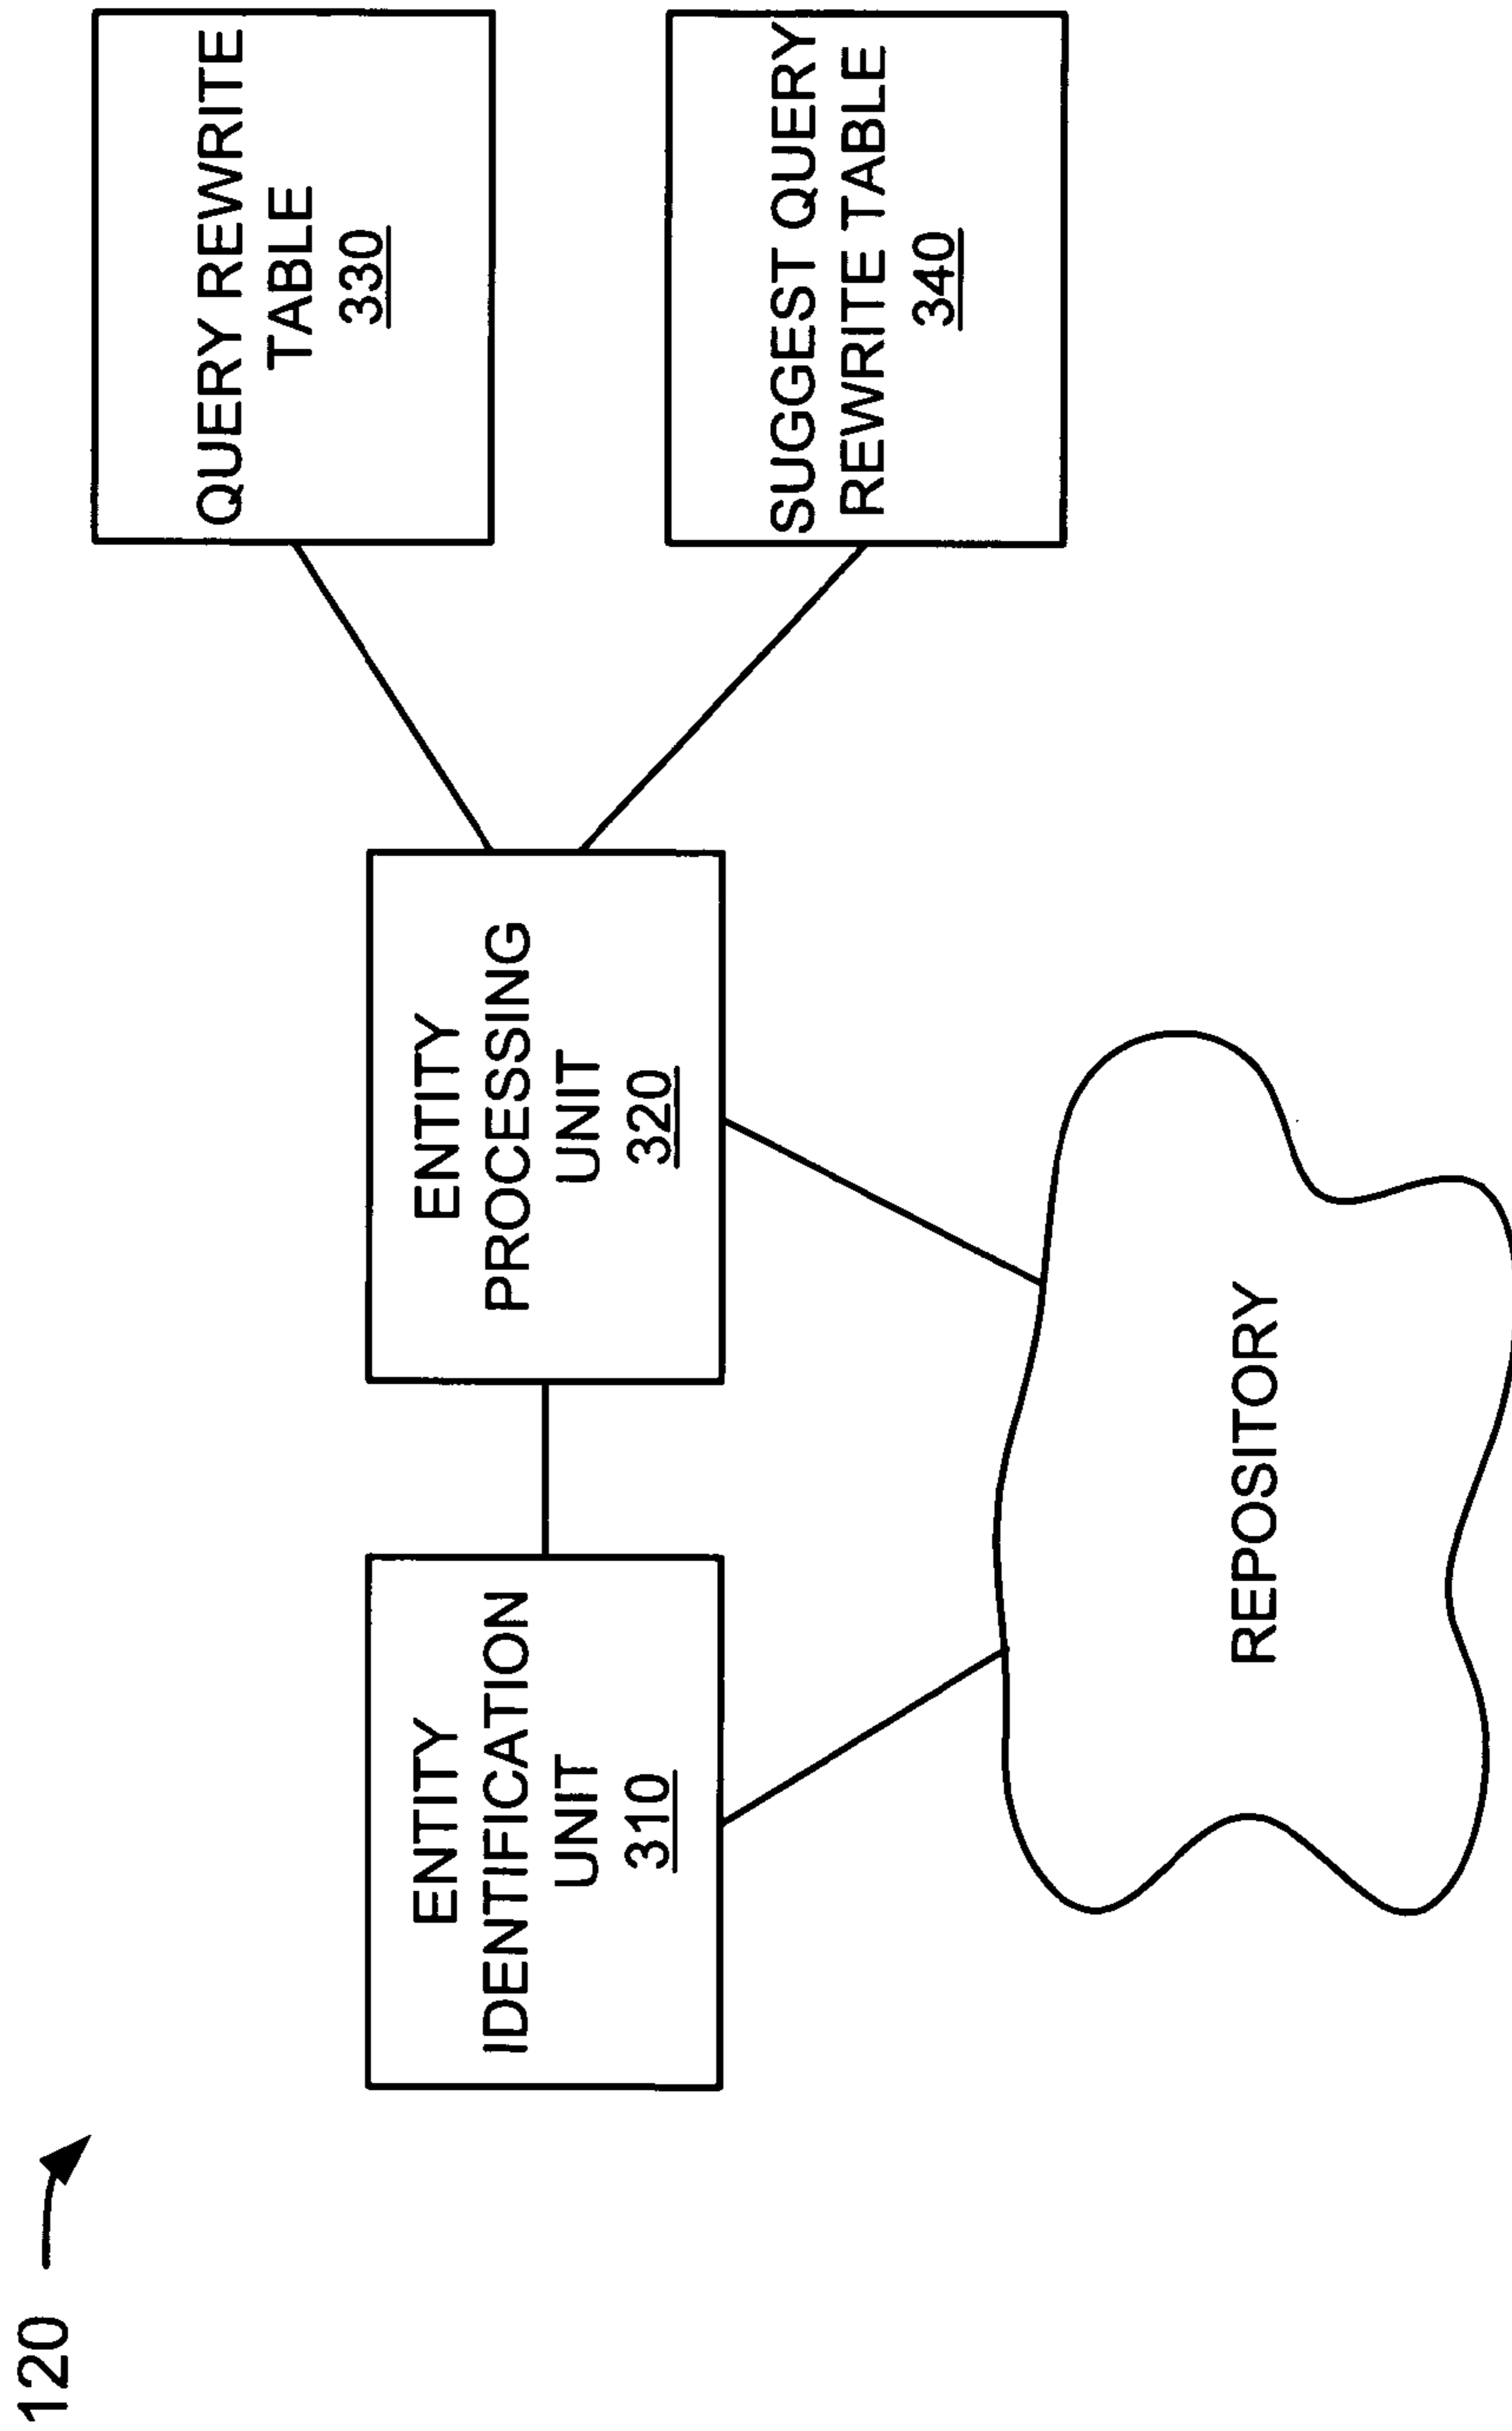 120
ENTITY
IDENTIFICATION
UNIT
310
ENTITY
PROCESSING
UNIT
320
QUERY REWRITE
TABLE
330
SUGGEST QUERY
REWRITE TABLE
340
REPOSITORY